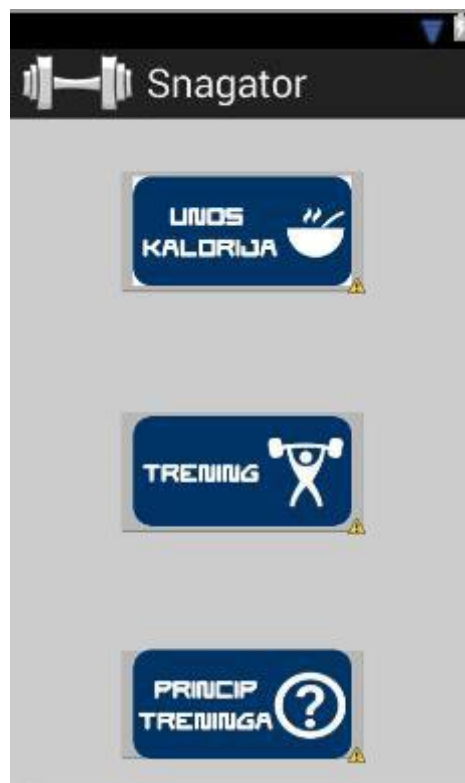 Snagator
UNOS
KALORIJA
TRENING
PRINCIP
TRENINGA